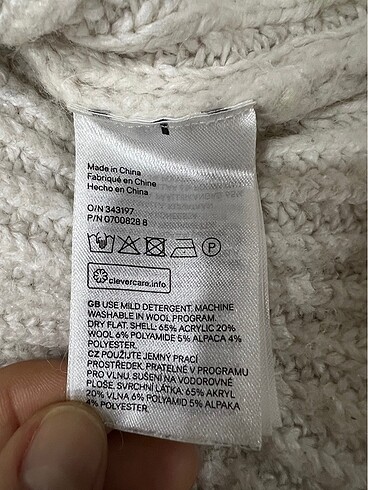 Made in China
Fabriqué en Chine
Hecho en China
O/N 343197
P/N 0700828 8
P
clevercare.info
GB USE MILD DETERGENT. MACHINE
WASHABLE IN WOOL PROGRAM.
DRY FLAT. SHELL: 65% ACRYLIC 20%
WOOL 6% POLYAMIDE 5% ALPACA 4%
POLYESTER.
CZ POUŽIJTE JEMNÝ PRACÍ
PROSTŘEDEK. PRATELNÉ V PROGRAMU
PRO VLNU. SUŠENÍ NA VODOROVNÉ
PLOŠE. SVRCHNÍ LÁTKA: 65% AKRYL
20% VLNA 6% POLYAMID 5% ALPAKA
4% POLYESTER.